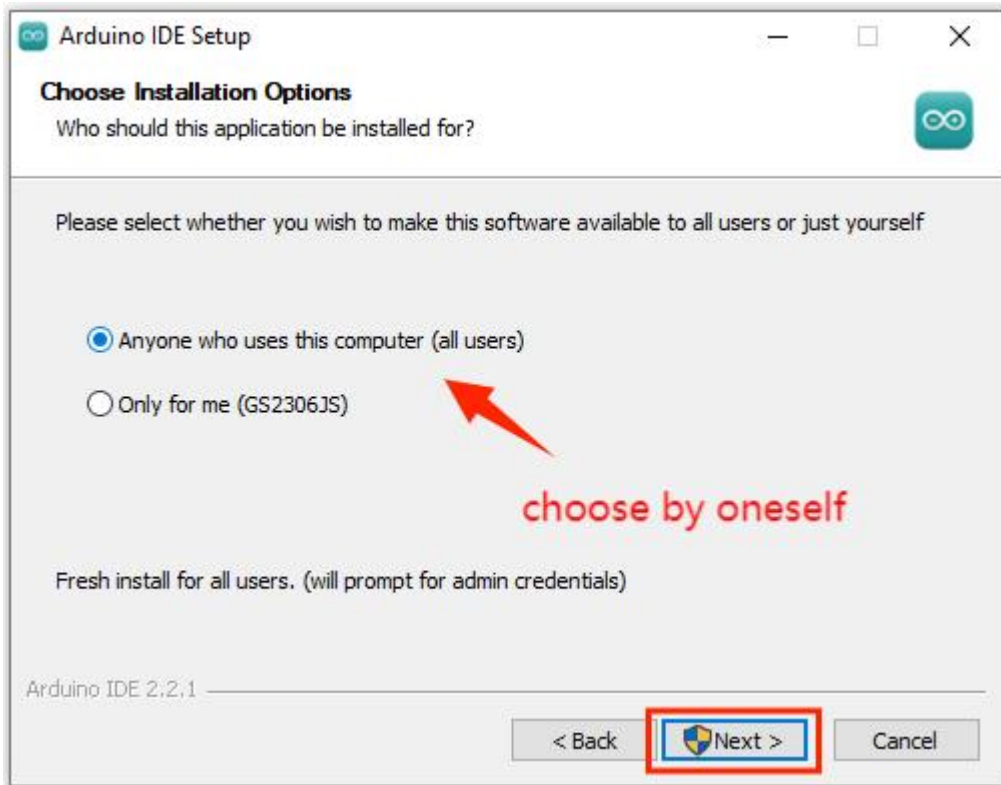 Arduino IDE Setup
Choose Installation Options
Who should this application be installed for?
Please select whether you wish to make this software available to all users or just yourself
Anyone who uses this computer (all users)
Only for me (GS2306JS)
choose by oneself
Fresh install for all users. (will prompt for admin credentials)
Arduino IDE 2.2.1
< Back Next > Cancel